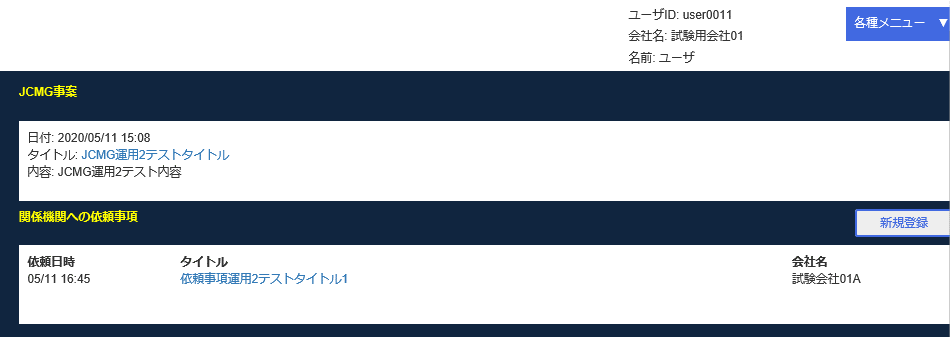 ユーザID: user0011
会社名: 試験用会社01
名前: ユーザ
各種メニュー ▼
JCMG事案
日付: 2020/05/11 15:08
タイトル: JCMG運用2テストタイトル
内容: JCMG運用2テスト内容
関係機関への依頼事項
新規登録
依頼日時 タイトル 会社名
05/11 16:45 依頼事項運用2テストタイトル1 試験会社01A